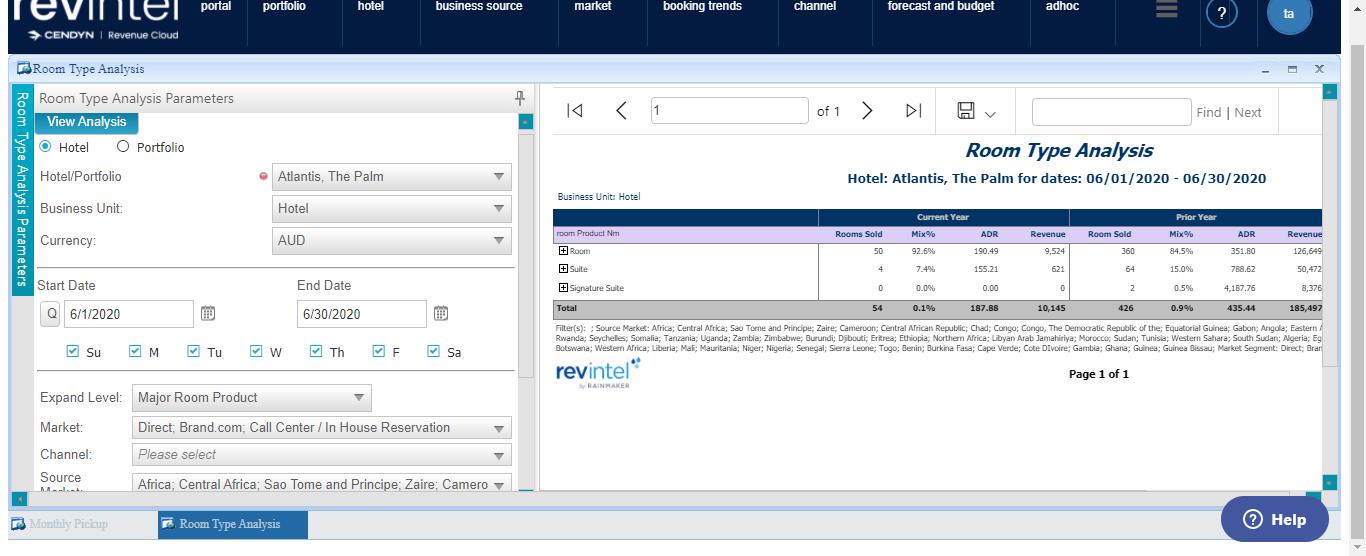 revintel
CENDYN | Revenue Cloud
portal portfolio hotel business source market booking trends channel forecast and budget adhoc
? ta
Room Type Analysis
Room Type Analysis Parameters
Room Type Analysis Parameters
View Analysis
Hotel Portfolio
Hotel/Portfolio Atlantis, The Palm
Business Unit: Hotel
Currency: AUD
Start Date End Date
Q 6/1/2020 6/30/2020
Su M Tu W Th F Sa
Expand Level: Major Room Product
Market: Direct; Brand.com; Call Center / In House Reservation
Channel: Please select
Source
Market: Africa; Central Africa; Sao Tome and Principe; Zaire; Camero
1 of 1 Find | Next
Room Type Analysis
Hotel: Atlantis, The Palm for dates: 06/01/2020 - 06/30/2020
Business Unit: Hotel
Current Year Prior Year
room Product Nm Rooms Sold Mix% ADR Revenue Room Sold Mix% ADR Revenue
Room 50 92.6% 190.49 9,524 360 84.5% 351.80 126,649
Suite 4 7.4% 155.21 621 64 15.0% 788.62 50,472
Signature Suite 0 0.0% 0.00 0 2 0.5% 4,187.76 8,376
Total 54 0.1% 187.88 10,145 426 0.9% 435.44 185,497
Filter(s): ; Source Market: Africa; Central Africa; Sao Tome and Principe; Zaire; Cameroon; Central African Republic; Chad; Congo; Congo, The Democratic Republic of the; Equatorial Guinea; Gabon; Angola; Eastern A
Rwanda; Seychelles; Somalia; Tanzania; Uganda; Zambia; Zimbabwe; Burundi; Djibouti; Eritrea; Ethiopia; Northern Africa; Libyan Arab Jamahiriya; Morocco; Sudan; Tunisia; Western Sahara; South Sudan; Algeria; Eg
Botswana; Western Africa; Liberia; Mali; Mauritania; Niger; Nigeria; Senegal; Sierra Leone; Togo; Benin; Burkina Fasa; Cape Verde; Cote DIvoire; Gambia; Ghana; Guinea; Guinea Bissau; Market Segment: Direct; Bran
revintel
by RAINMAKER
Page 1 of 1
Monthly Pickup Room Type Analysis
? Help